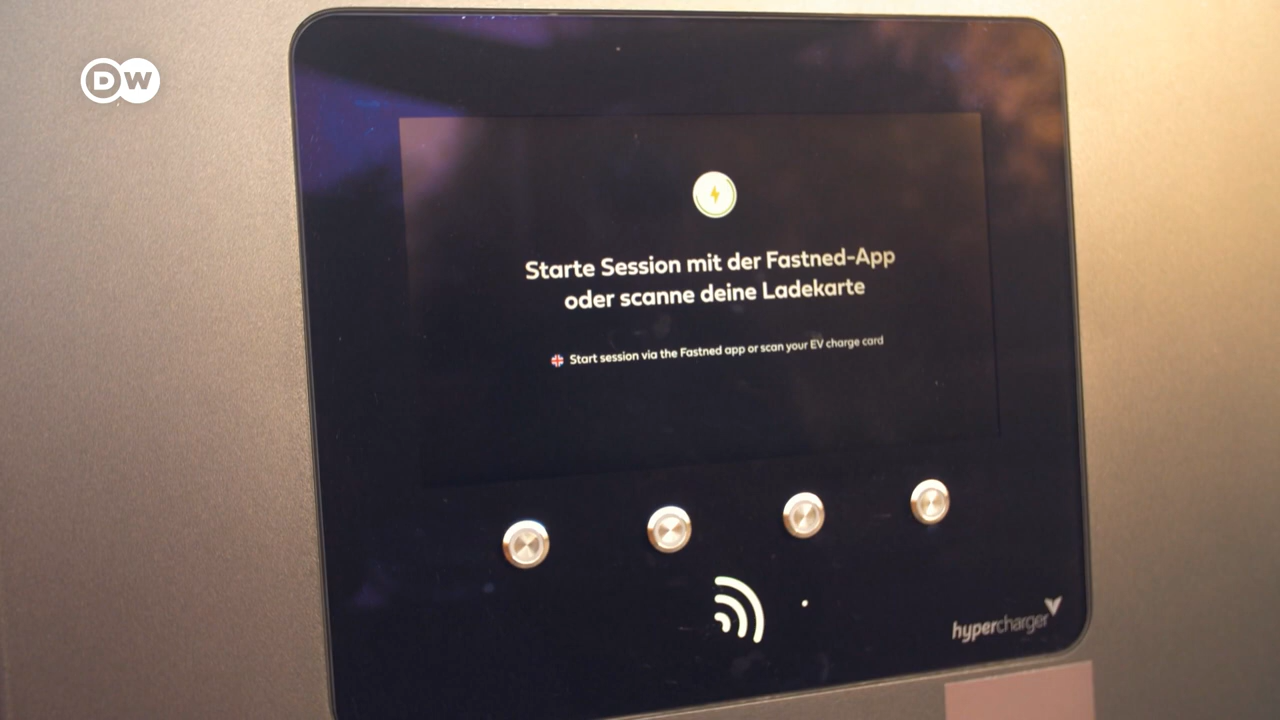 DW
Starte Session mit der Fastned-App
oder scanne deine Ladekarte
Start session via the Fastned app or scan your EV charge card
hypercharger